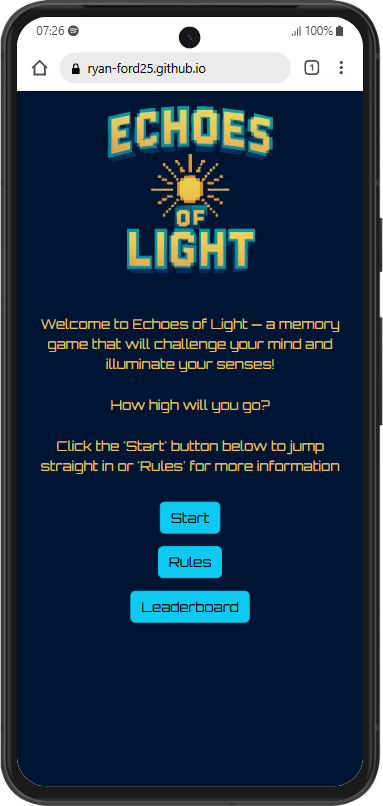 07:26 100%
ryan-ford25.github.io 1
ECHOES
OF
LIGHT
Welcome to Echoes of Light — a memory
game that will challenge your mind and
illuminate your senses!
How high will you go?
Click the 'Start' button below to jump
straight in or 'Rules' for more information
Start
Rules
Leaderboard